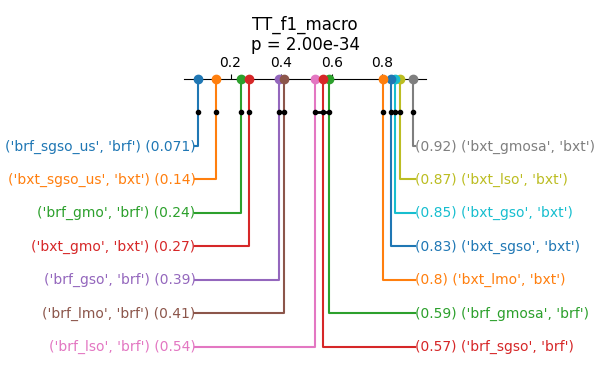 TT_f1_macro
p = 2.00e-34
0.2 0.4 0.6 0.8
('brf_sgso_us', 'brf') (0.071)
('bxt_sgso_us', 'bxt') (0.14)
('brf_gmo', 'brf') (0.24)
('bxt_gmo', 'bxt') (0.27)
('brf_gso', 'brf') (0.39)
('brf_lmo', 'brf') (0.41)
('brf_lso', 'brf') (0.54)
(0.92) ('bxt_gmosa', 'bxt')
(0.87) ('bxt_lso', 'bxt')
(0.85) ('bxt_gso', 'bxt')
(0.83) ('bxt_sgso', 'bxt')
(0.8) ('bxt_lmo', 'bxt')
(0.59) ('brf_gmosa', 'brf')
(0.57) ('brf_sgso', 'brf')